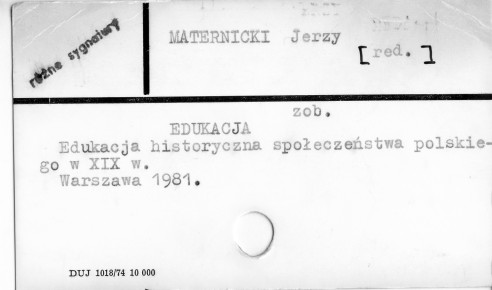 różne sygnatury
MATERNICKI Jerzy
[red.]
zob.
EDUKACJA
Edukacja historyczna społeczeństwa polskie-
go w XIX w.
Warszawa 1981.
DUJ 1018/74 10 000